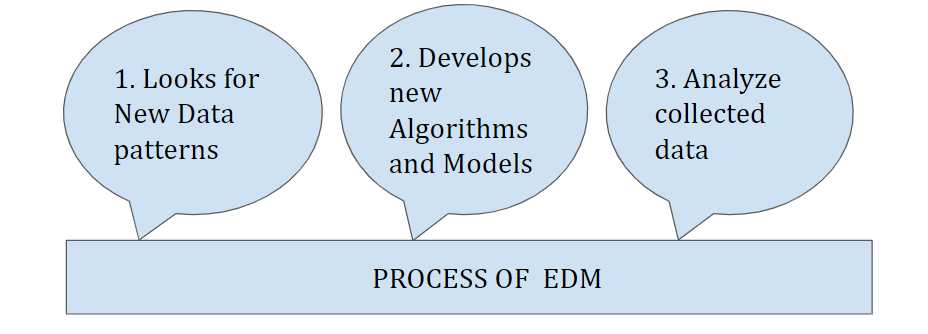 1. Looks for
New Data
patterns
2. Develops
new
Algorithms
and Models
3. Analyze
collected
data
PROCESS OF  EDM